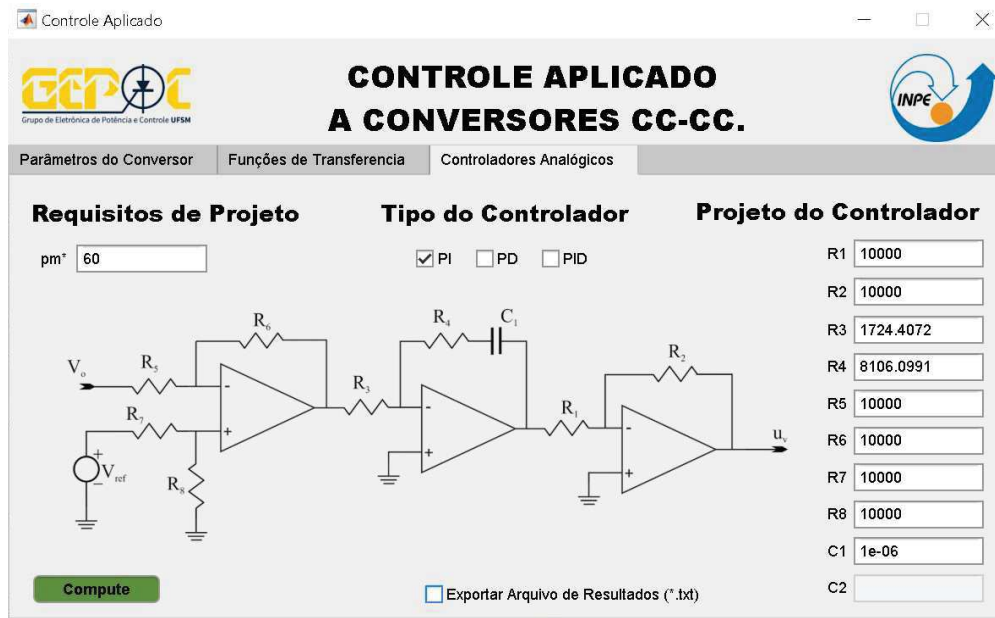 Controle Aplicado
GEPOC
Grupo de Eletrônica de Potência e Controle UFSM
CONTROLE APLICADO
A CONVERSORES CC-CC.
INPE
Parâmetros do Conversor Funções de Transferencia Controladores Analógicos
Requisitos de Projeto Tipo do Controlador Projeto do Controlador
pm* 60
PI PD PID
R1 10000
R2 10000
R3 1724.4072
R4 8106.0991
R5 10000
R6 10000
R7 10000
R8 10000
C1 1e-06
C2
R₆ R₄ C₁
V₀ R₅ R₃ R₂
R₇ R₁
- - -
+ + +
+ Vref − R₈ uᵥ
Compute Exportar Arquivo de Resultados (*.txt)